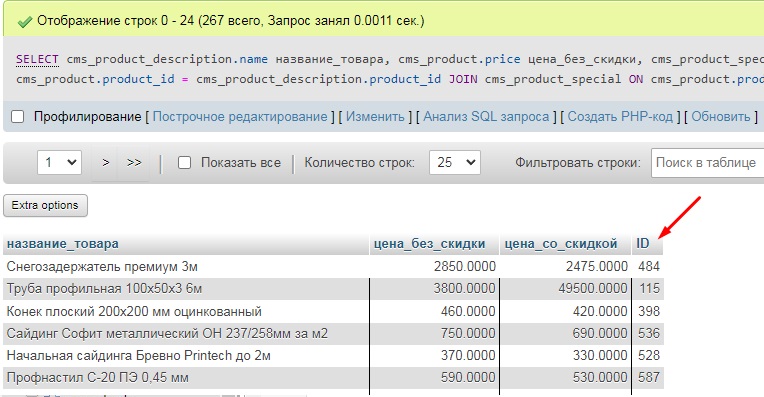 Отображение строк 0 - 24 (267 всего, Запрос занял 0.0011 сек.)
SELECT cms_product_description.name название_товара, cms_product.price цена_без_скидки, cms_product_spec
cms_product.product_id = cms_product_description.product_id JOIN cms_product_special ON cms_product.prod
Профилирование [ Построчное редактирование ] [ Изменить ] [ Анализ SQL запроса ] [ Создать PHP-код ] [ Обновить ]
1 > >> | Показать все | Количество строк: 25 Фильтровать строки: Поиск в таблице
Extra options
название_товара цена_без_скидки цена_со_скидкой ID
Снегозадержатель премиум 3м 2850.0000 2475.0000 484
Труба профильная 100х50х3 6м 3800.0000 49500.0000 115
Конек плоский 200х200 мм оцинкованный 460.0000 420.0000 398
Сайдинг Софит металлический ОН 237/258мм за м2 750.0000 690.0000 536
Начальная сайдинга Бревно Printech до 2м 370.0000 330.0000 528
Профнастил С-20 ПЭ 0,45 мм 590.0000 530.0000 587